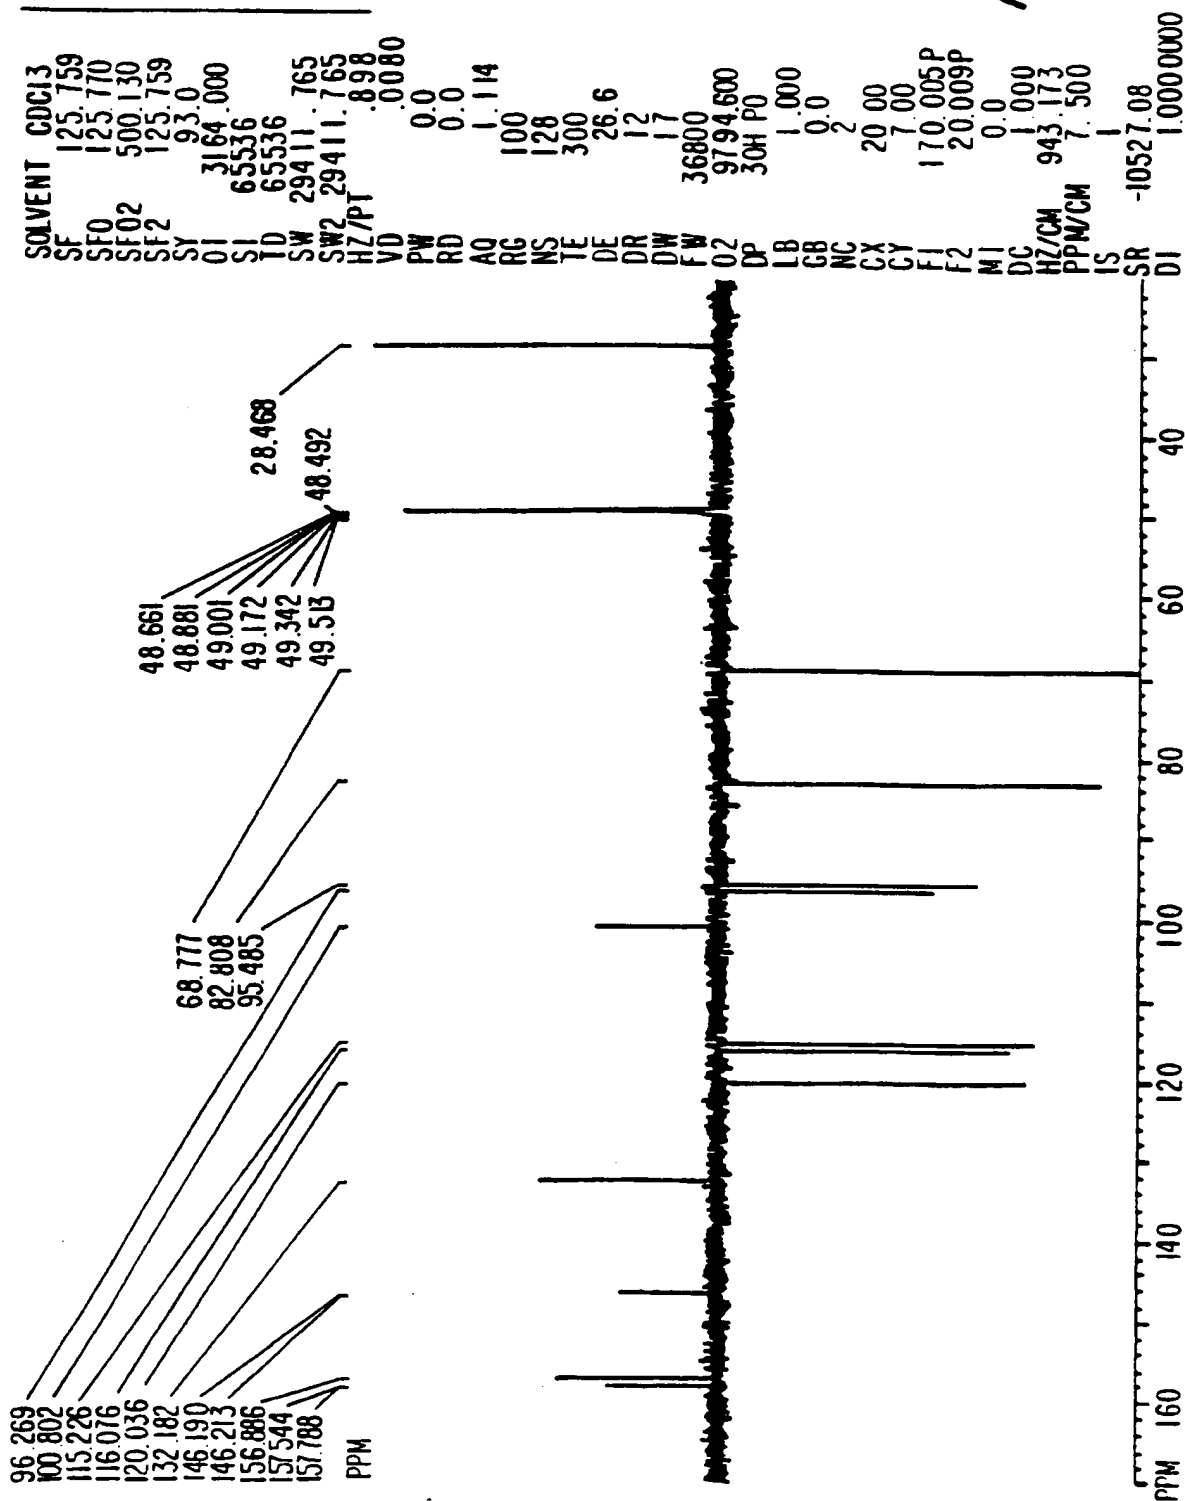 96.269
100.802
115.226
116.076
120.036
132.182
146.190
146.213
156.886
157.544
157.788
PPM
68.777
82.808
95.485
48.661
48.881
49.001
49.172
49.342
49.513
48.492
28.468
SOLVENT CDCl3
SF 125.759
SFO 125.770
SFO2 500.130
SF2 125.759
SY 93.0
O1 3164.000
SI 65536
TD 65536
SW 29411.765
SW2 29411.765
HZ/PT .898
VD .0080
PW 0.0
RD 0.0
AQ 1.114
RG 100
NS 128
TE 300
DE 26.6
DR 12
DW 17
FW 36800
O2 9794.600
DP 30H PO
LB 1.000
GB 0.0
NC 2
CX 20.00
CY 7.00
F1 170.005P
F2 20.009P
MI 0.0
DC 1.000
HZ/CM 943.173
PPM/CM 7.500
IS 1
SR -10527.08
DI 1.0000000
PPM 160 140 120 100 80 60 40